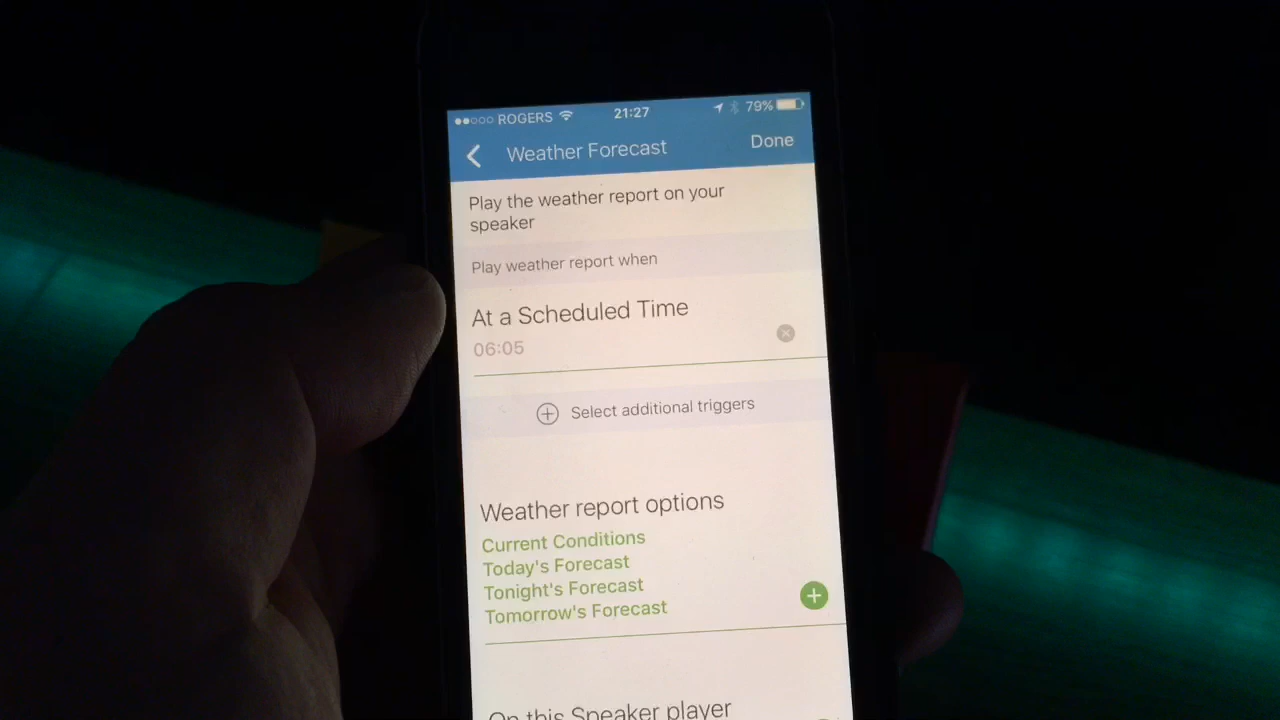 ROGERS 21:27 79%
Weather Forecast Done
Play the weather report on your
speaker
Play weather report when
At a Scheduled Time
06:05
Select additional triggers
Weather report options
Current Conditions
Today's Forecast
Tonight's Forecast
Tomorrow's Forecast
On this Speaker player